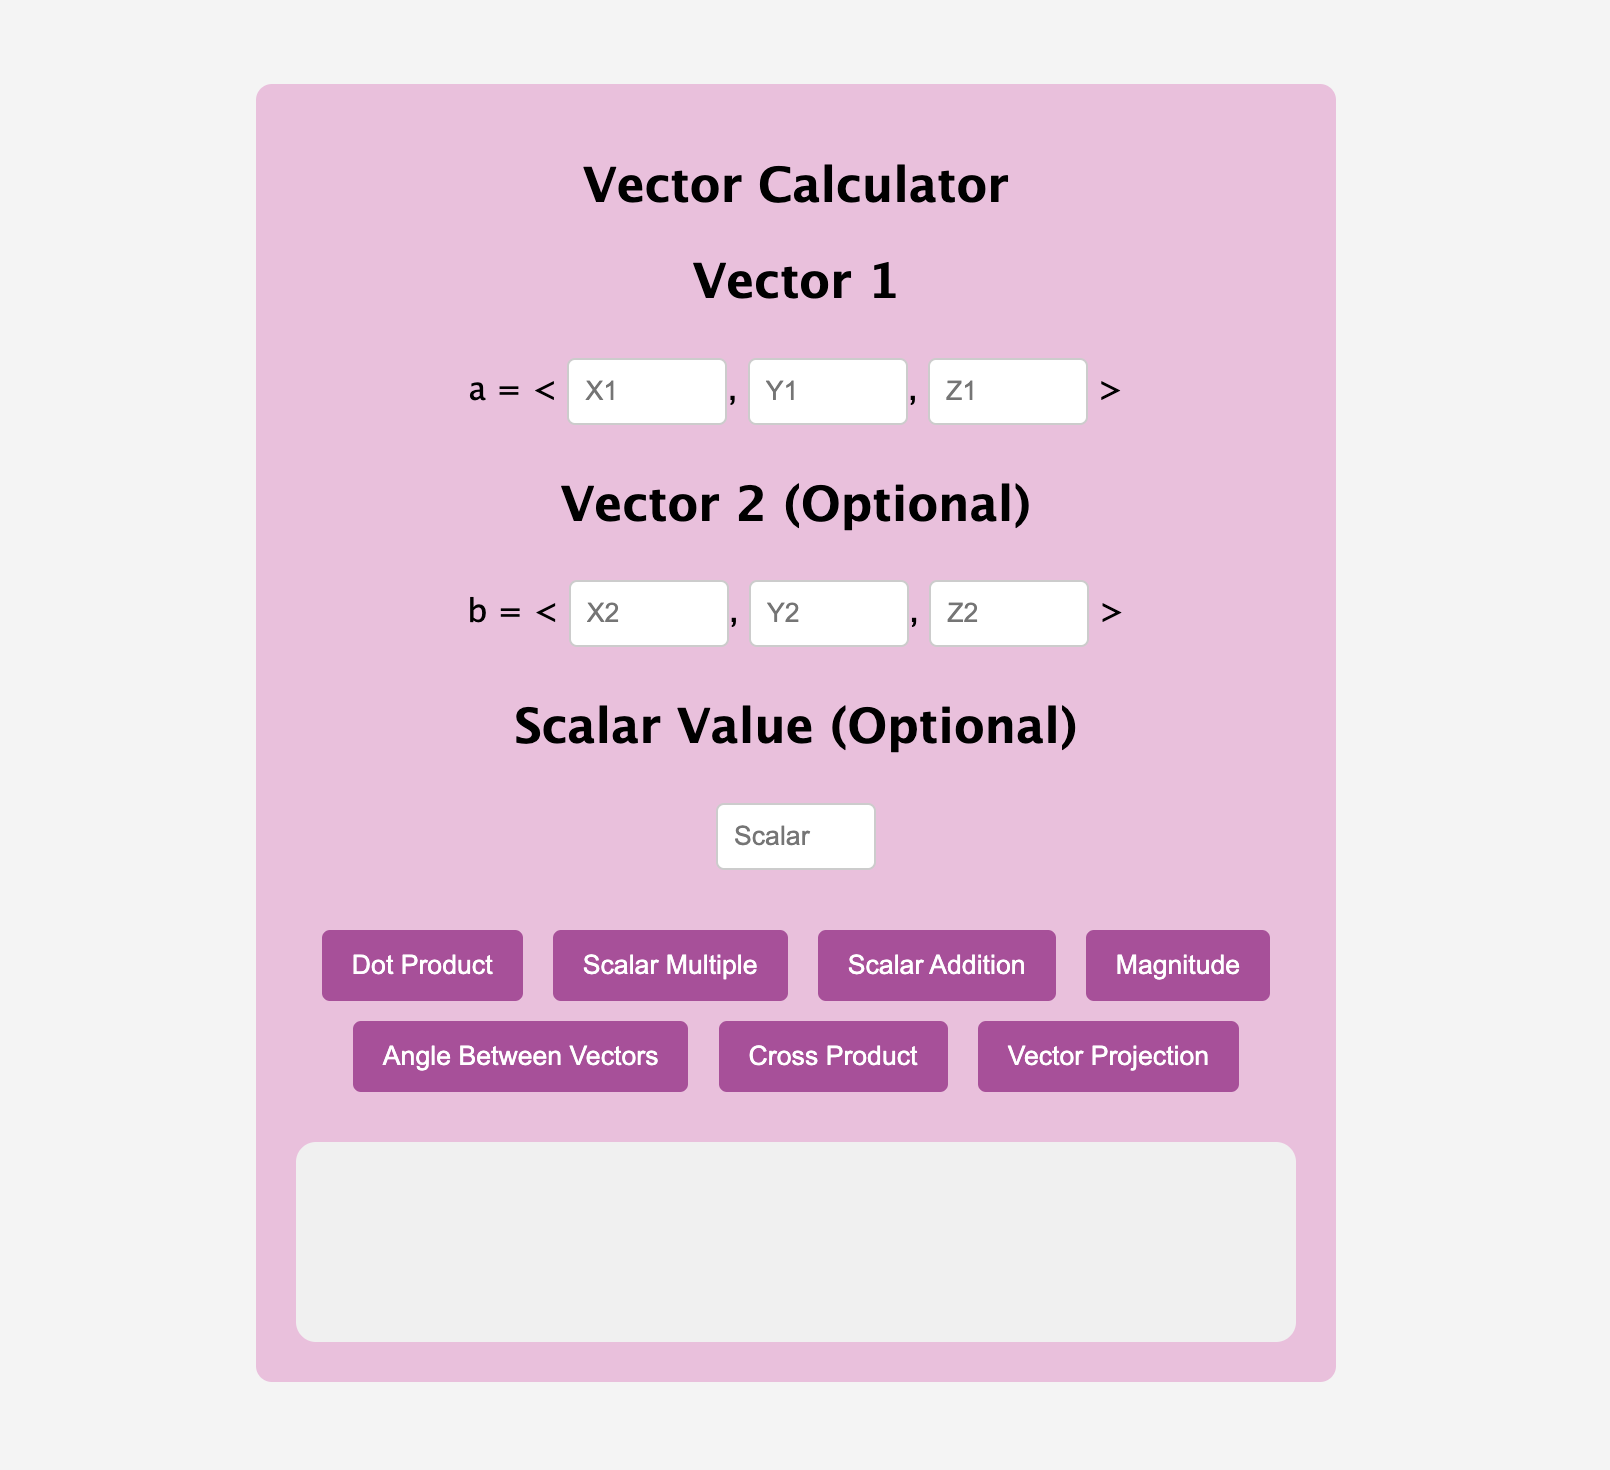 Vector Calculator
Vector 1
a = < X1, Y1, Z1 >
Vector 2 (Optional)
b = < X2, Y2, Z2 >
Scalar Value (Optional)
Scalar
Dot Product Scalar Multiple Scalar Addition Magnitude
Angle Between Vectors Cross Product Vector Projection